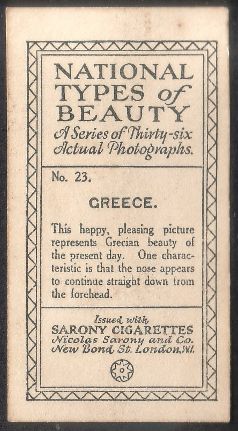 NATIONAL
TYPES of
BEAUTY
A Series of Thirty-six
Actual Photographs.
No. 23.
GREECE.
This happy, pleasing picture
represents Grecian beauty of
the present day. One charac-
teristic is that the nose appears
to continue straight down from
the forehead.
Issued with
SARONY CIGARETTES
Nicolas Sarony and Co.
New Bond St. London, W1.